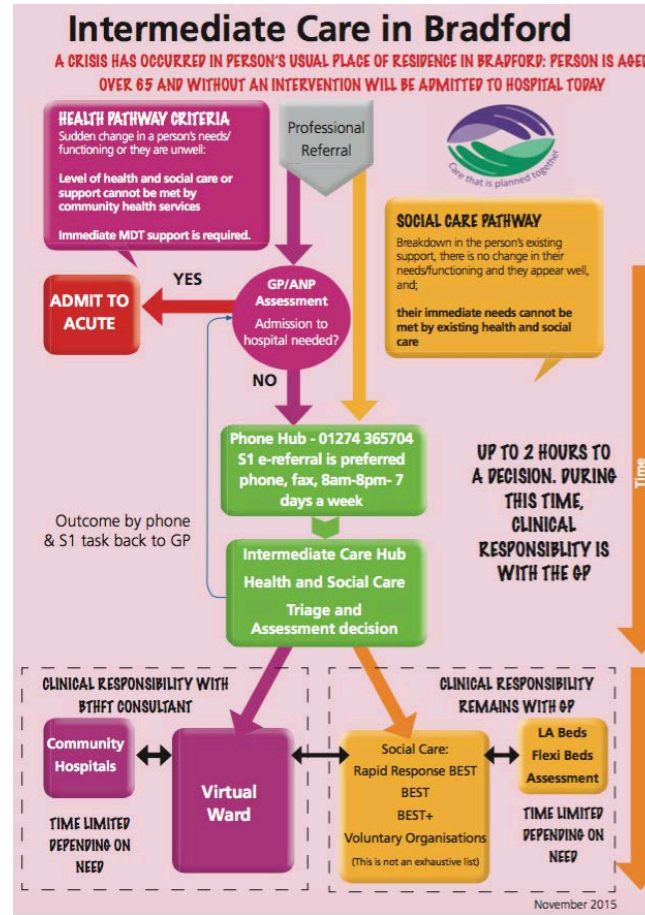 Intermediate Care in Bradford
A CRISIS HAS OCCURRED IN PERSON'S USUAL PLACE OF RESIDENCE IN BRADFORD: PERSON IS AGED
OVER 65 AND WITHOUT AN INTERVENTION WILL BE ADMITTED TO HOSPITAL TODAY
HEALTH PATHWAY CRITERIA
Sudden change in a person's needs/
functioning or they are unwell:
Level of health and social care or
support cannot be met by
community health services
Immediate MDT support is required.
Professional
Referral
Care that is planned together
SOCIAL CARE PATHWAY
Breakdown in the person's existing
support, there is no change in their
needs/functioning and they appear well,
and;
their immediate needs cannot be
met by existing health and social
care
ADMIT TO
ACUTE
YES
GP/ANP
Assessment
Admission to
hospital needed?
NO
Phone Hub - 01274 365704
S1 e-referral is preferred
phone, fax, 8am-8pm- 7
days a week
UP TO 2 HOURS TO
A DECISION. DURING
THIS TIME,
CLINICAL
RESPONSIBLITY IS
WITH THE GP
Time
Outcome by phone
& S1 task back to GP
Intermediate Care Hub
Health and Social Care
Triage and
Assessment decision
CLINICAL RESPONSIBILITY WITH
BTHFT CONSULTANT
Community
Hospitals
Virtual
Ward
TIME LIMITED
DEPENDING ON
NEED
CLINICAL RESPONSIBILITY
REMAINS WITH GP
Social Care:
Rapid Response BEST
BEST
BEST+
Voluntary Organisations
(This is not an exhaustive list)
LA Beds
Flexi Beds
Assessment
TIME LIMITED
DEPENDING ON
NEED
November 2015